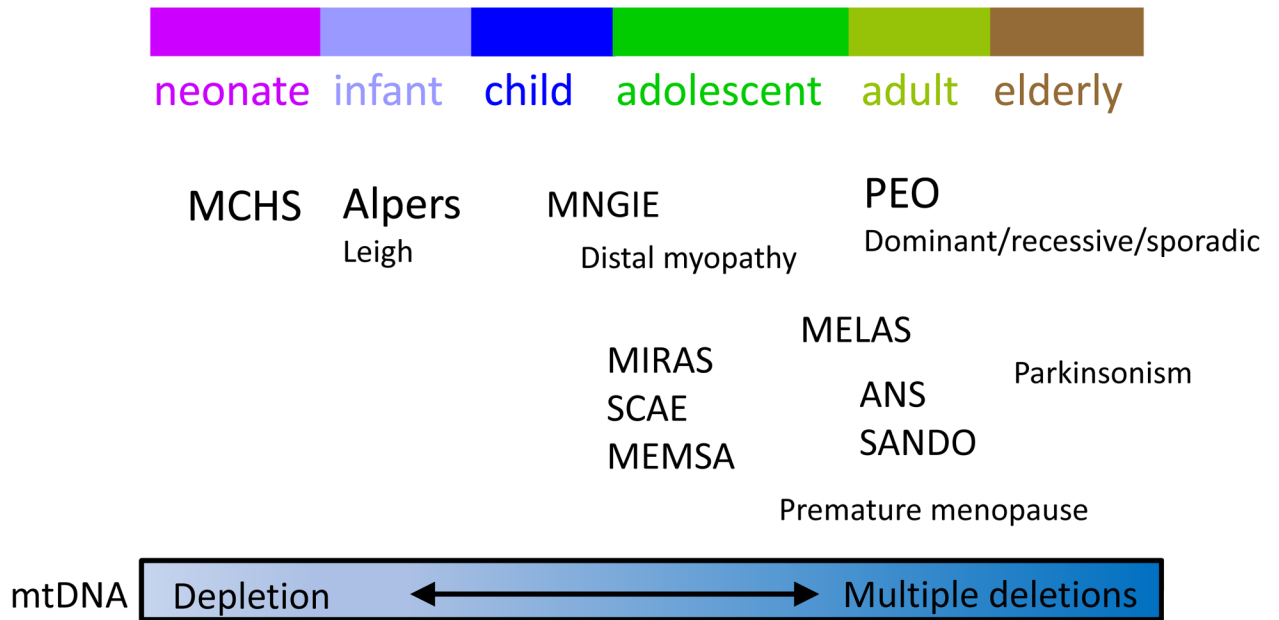 neonate infant child adolescent adult elderly
MCHS Alpers MNGIE PEO
Leigh Distal myopathy Dominant/recessive/sporadic
MELAS
MIRAS
Parkinsonism
SCAE ANS
MEMSA SANDO
Premature menopause
mtDNA Depletion Multiple deletions